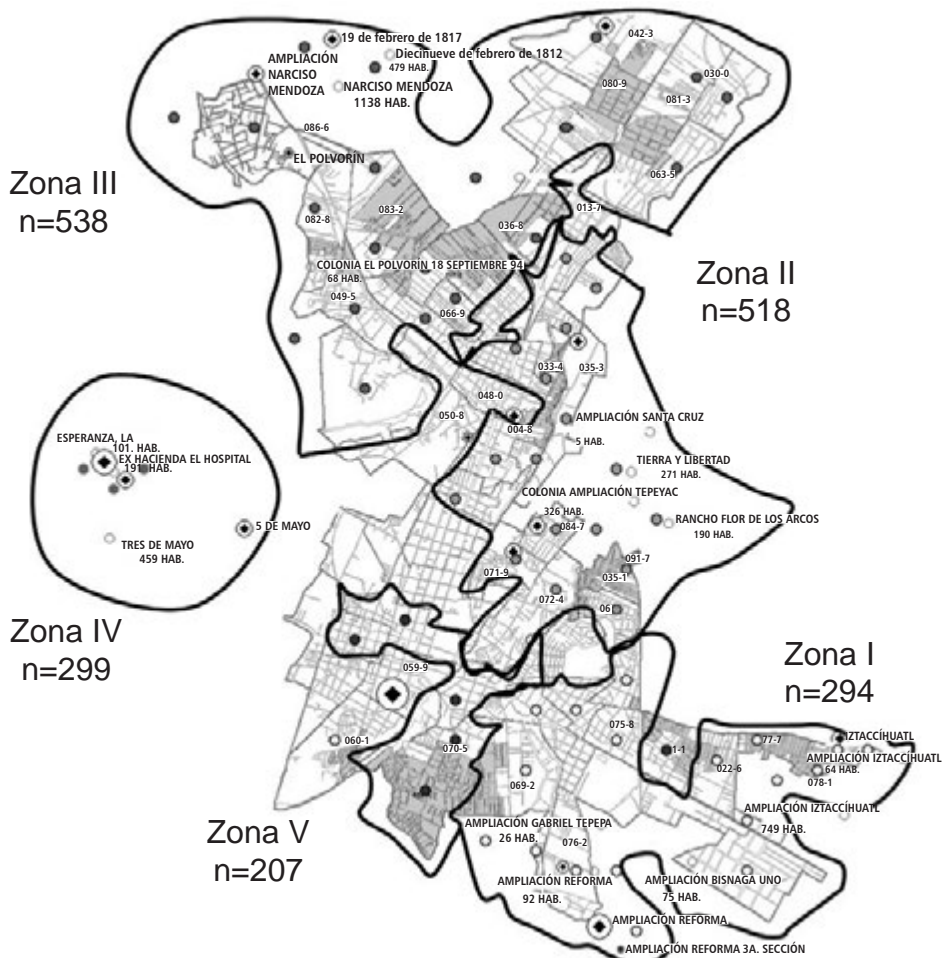 19 de febrero de 1817
Diecinueve de febrero de 1812
479 HAB.
AMPLIACIÓN
NARCISO
MENDOZA
NARCISO MENDOZA
1138 HAB.
042-3
030-0
080-9
081-3
063-5
086-6
EL POLVORÍN
Zona III
n=538
082-8
083-2
036-8
013-7
COLONIA EL POLVORÍN 18 SEPTIEMBRE 94
68 HAB.
049-5
066-9
Zona II
n=518
033-4
035-3
048-0
050-8
004-8
AMPLIACIÓN SANTA CRUZ
5 HAB.
TIERRA Y LIBERTAD
271 HAB.
COLONIA AMPLIACIÓN TEPEYAC
326 HAB.
084-7
RANCHO FLOR DE LOS ARCOS
190 HAB.
ESPERANZA, LA
101. HAB.
EX HACIENDA EL HOSPITAL
191. HAB.
5 DE MAYO
TRES DE MAYO
459 HAB.
Zona IV
n=299
071-9
091-7
035-1
072-4
06
059-9
060-1
070-5
Zona I
n=294
075-8
1-1
77-7
022-6
IZTACCÍHUATL
AMPLIACIÓN IZTACCÍHUATL
64 HAB.
078-1
069-2
AMPLIACIÓN IZTACCÍHUATL
749 HAB.
Zona V
n=207
AMPLIACIÓN GABRIEL TEPEPA
26 HAB.
076-2
AMPLIACIÓN REFORMA
92 HAB.
AMPLIACIÓN BISNAGA UNO
75 HAB.
AMPLIACIÓN REFORMA
AMPLIACIÓN REFORMA 3A. SECCIÓN